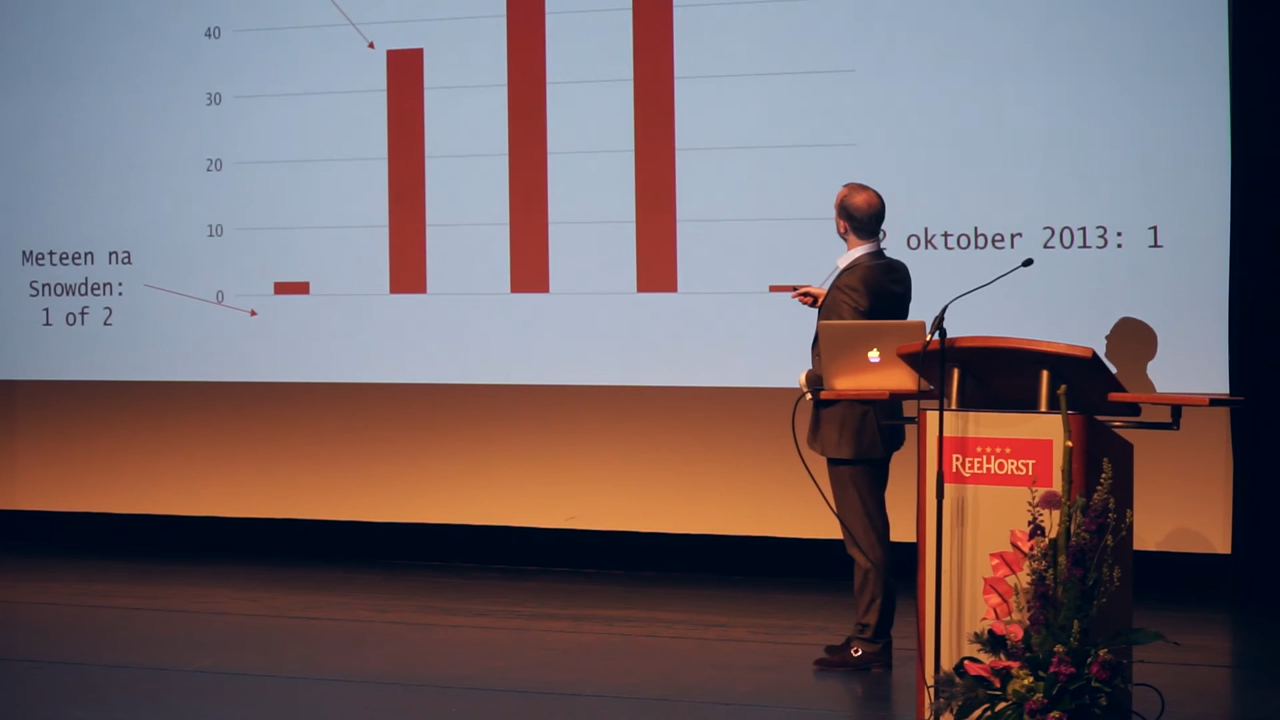 40
30
20
10
0
Meteen na
Snowden:
1 of 2
oktober 2013: 1
REEHORST